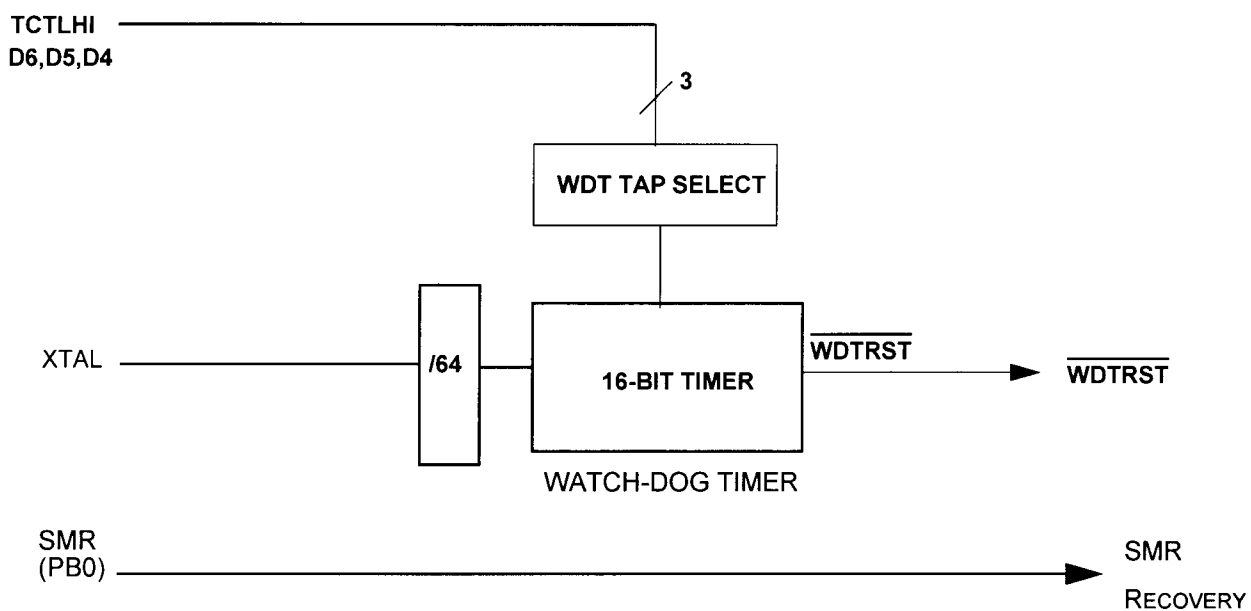 TCTLHI
D6,D5,D4
3
WDT TAP SELECT
XTAL
/64
16-BIT TIMER
WDTRST
WDTRST
WATCH-DOG TIMER
SMR
(PB0)
SMR
RECOVERY